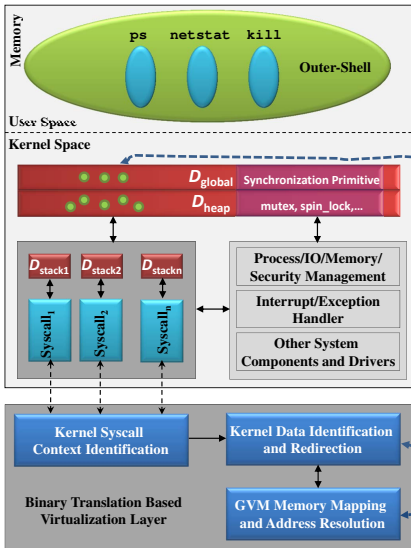 Memory
ps netstat kill
Outer-Shell
User Space
Kernel Space
Dglobal Synchronization Primitive
Dheap mutex, spin_lock,...
Dstack1 Dstack2 Dstackn
Syscall1 Syscall2 Syscalln
Process/IO/Memory/
Security Management
Interrupt/Exception
Handler
Other System
Components and Drivers
Kernel Syscall
Context Identification
Kernel Data Identification
and Redirection
Binary Translation Based
Virtualization Layer
GVM Memory Mapping
and Address Resolution